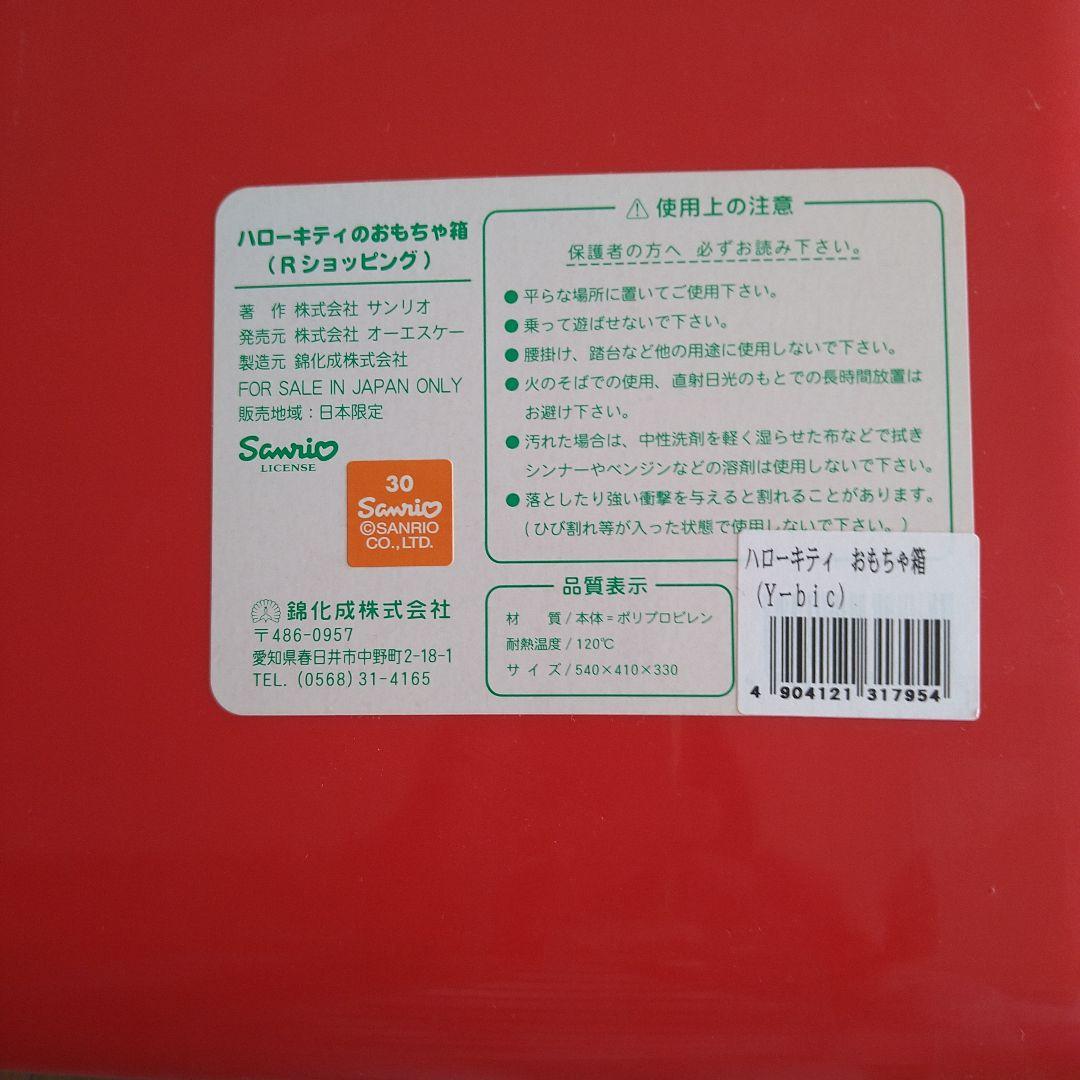 ハローキティのおもちゃ箱
(Rショッピング)
著　作 株式会社 サンリオ
発売元 株式会社 オーエスケー
製造元 錦化成株式会社
FOR SALE IN JAPAN ONLY
販売地域：日本限定
Sanrio
LICENSE
30
Sanrio
©SANRIO
CO.,LTD.
錦化成株式会社
〒486-0957
愛知県春日井市中野町2-18-1
TEL. (0568) 31-4165
⚠ 使用上の注意
保護者の方へ 必ずお読み下さい。
●平らな場所に置いてご使用下さい。
●乗って遊ばせないで下さい。
●腰掛け、踏台など他の用途に使用しないで下さい。
●火のそばでの使用、直射日光のもとでの長時間放置は
お避け下さい。
●汚れた場合は、中性洗剤を軽く湿らせた布などで拭き
シンナーやベンジンなどの溶剤は使用しないで下さい。
●落としたり強い衝撃を与えると割れることがあります。
(ひび割れ等が入った状態で使用しないで下さい。)
品質表示
材　質/本体=ポリプロピレン
耐熱温度/120℃
サイズ/540×410×330
ハローキティ　おもちゃ箱
(Y-bic)
4 904121 317954